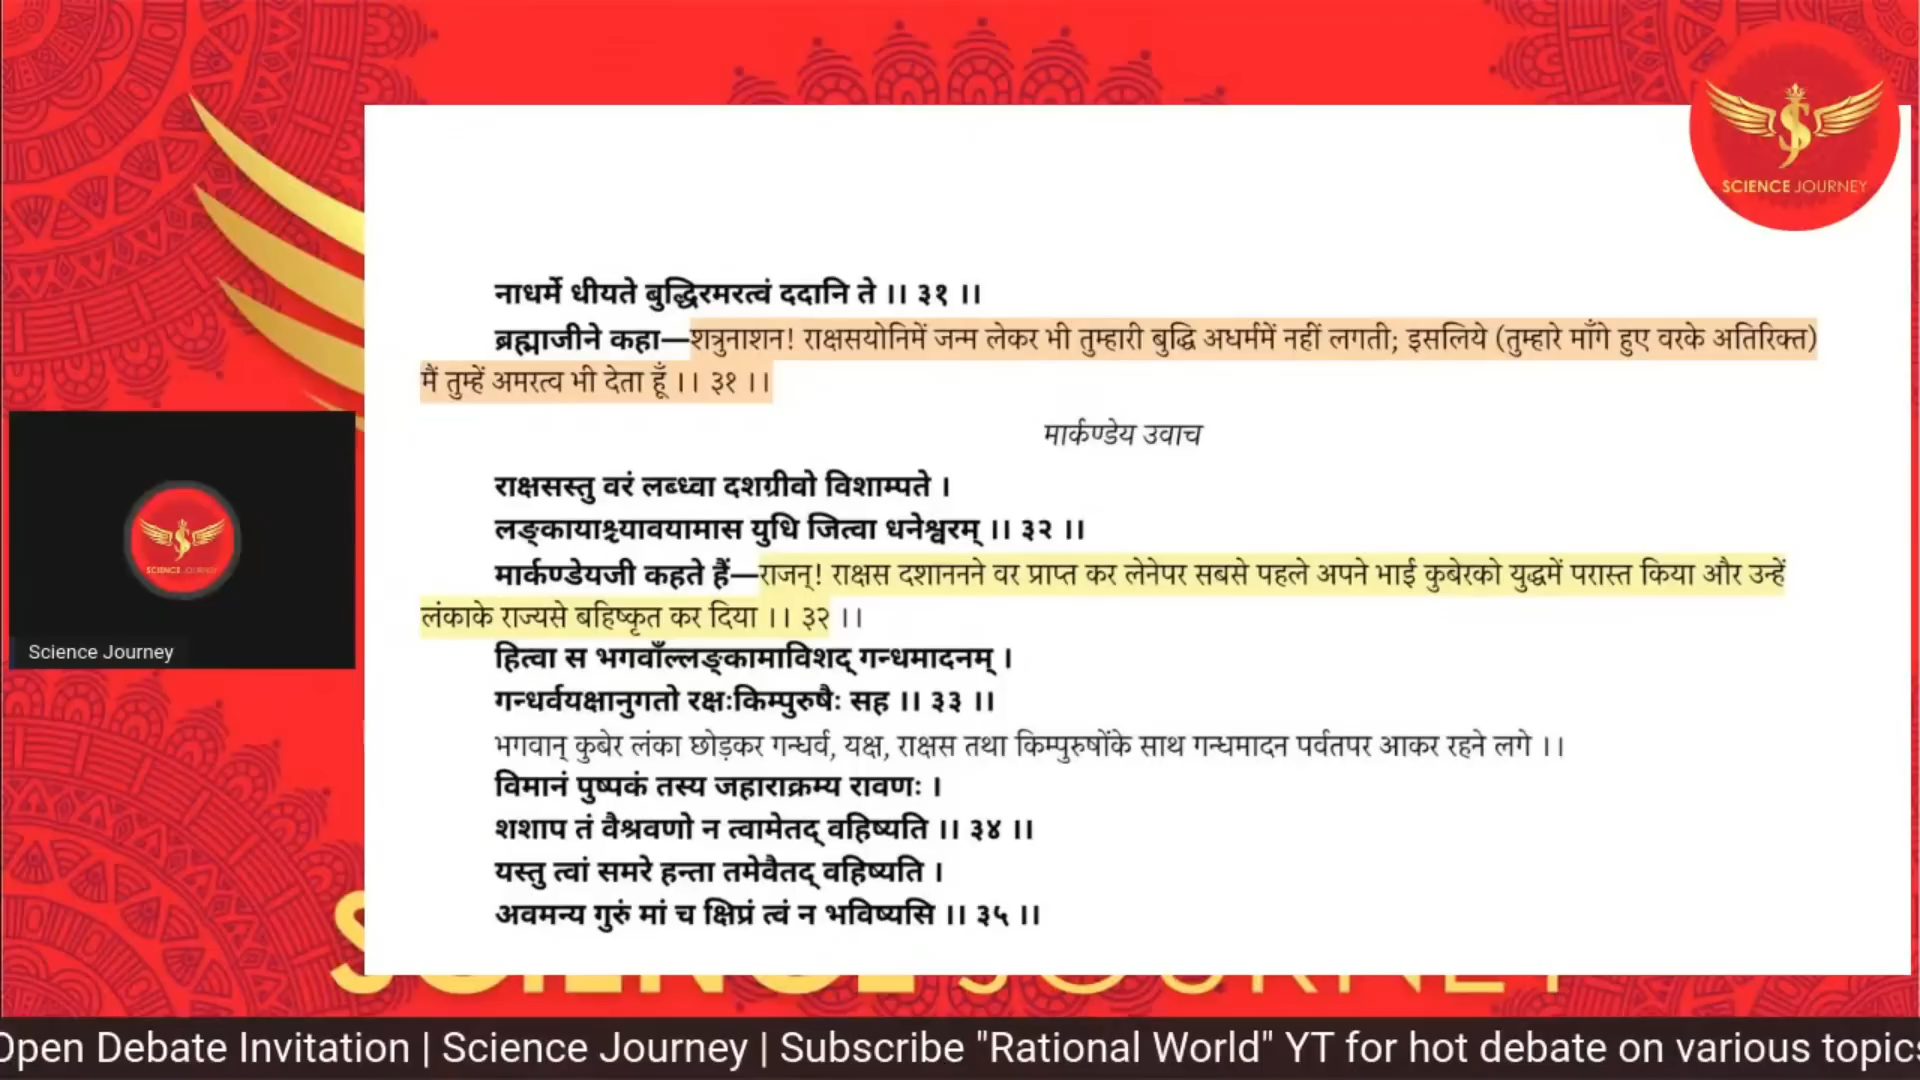 SCIENCE JOURNEY
नाधर्मे धीयते बुद्धिरमरत्वं ददानि ते ।। ३१ ।।
ब्रह्माजीने कहा—शत्रुनाशन! राक्षसयोनिमें जन्म लेकर भी तुम्हारी बुद्धि अधर्ममें नहीं लगती; इसलिये (तुम्हारे माँगे हुए वरके अतिरिक्त)
मैं तुम्हें अमरत्व भी देता हूँ ।। ३१ ।।
मार्कण्डेय उवाच
राक्षसस्तु वरं लब्ध्वा दशग्रीवो विशाम्पते ।
लङ्कायाश्च्यावयामास युधि जित्वा धनेश्वरम् ।। ३२ ।।
मार्कण्डेयजी कहते हैं—राजन्! राक्षस दशाननने वर प्राप्त कर लेनेपर सबसे पहले अपने भाई कुबेरको युद्धमें परास्त किया और उन्हें
लंकाके राज्यसे बहिष्कृत कर दिया ।। ३२ ।।
हित्वा स भगवाँल्लङ्कामाविशद् गन्धमादनम् ।
गन्धर्वयक्षानुगतो रक्षःकिम्पुरुषैः सह ।। ३३ ।।
भगवान् कुबेर लंका छोड़कर गन्धर्व, यक्ष, राक्षस तथा किम्पुरुषोंके साथ गन्धमादन पर्वतपर आकर रहने लगे ।।
विमानं पुष्पकं तस्य जहाराक्रम्य रावणः ।
शशाप तं वैश्रवणो न त्वामेतद् वहिष्यति ।। ३४ ।।
यस्तु त्वां समरे हन्ता तमेवैतद् वहिष्यति ।
अवमन्य गुरुं मां च क्षिप्रं त्वं न भविष्यसि ।। ३५ ।।
SCIENCE JOURNEY
Science Journey
SCIENCE JOURNEY
Open Debate Invitation | Science Journey | Subscribe "Rational World" YT for hot debate on various topics